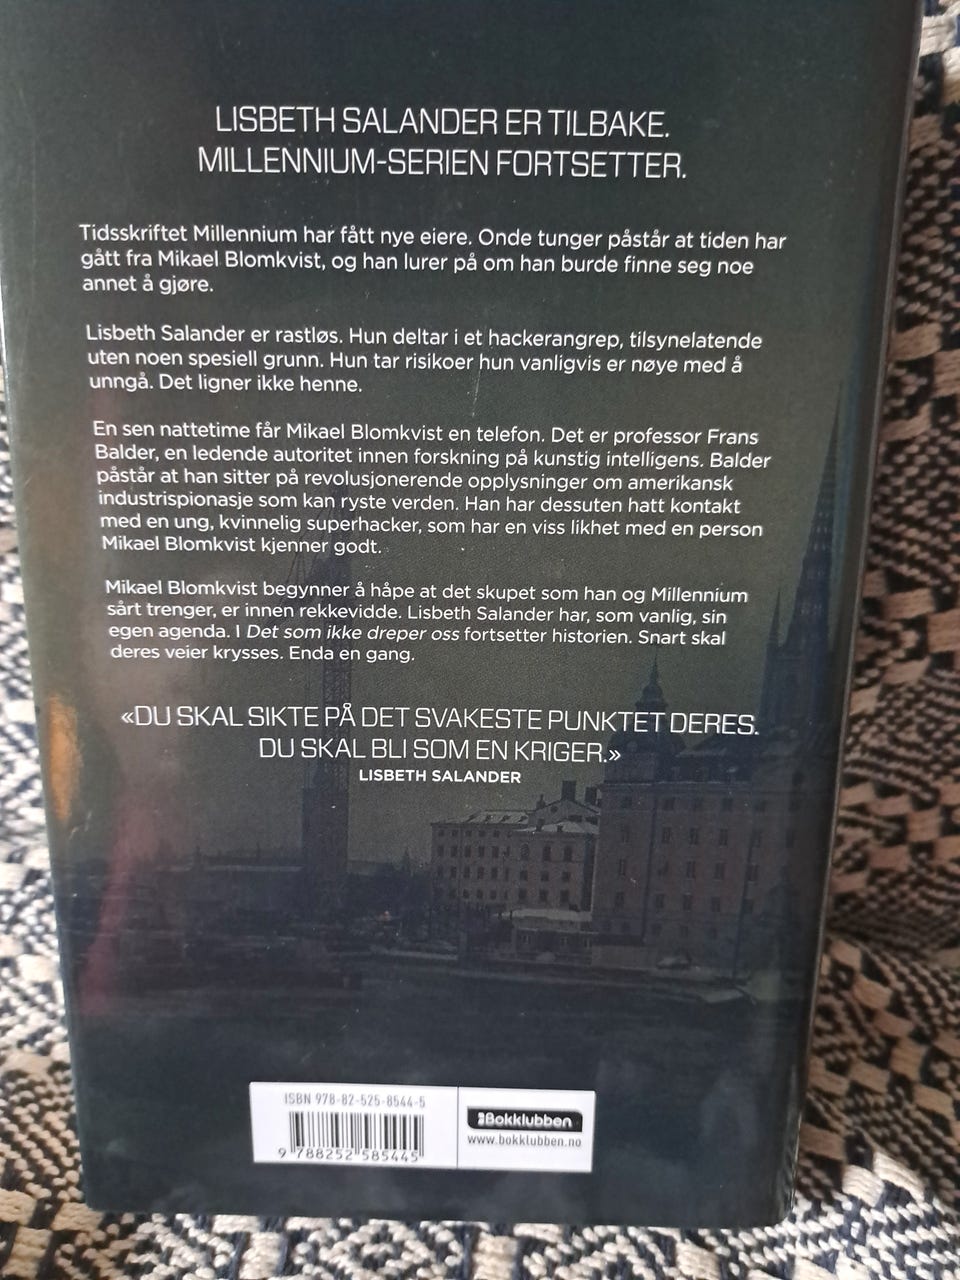 LISBETH SALANDER ER TILBAKE.
MILLENNIUM-SERIEN FORTSETTER.
Tidsskriftet Millennium har fått nye eiere. Onde tunger påstår at tiden har
gått fra Mikael Blomkvist, og han lurer på om han burde finne seg noe
annet å gjøre.
Lisbeth Salander er rastløs. Hun deltar i et hackerangrep, tilsynelatende
uten noen spesiell grunn. Hun tar risikoer hun vanligvis er nøye med å
unngå. Det ligner ikke henne.
En sen nattetime får Mikael Blomkvist en telefon. Det er professor Frans
Balder, en ledende autoritet innen forskning på kunstig intelligens. Balder
påstår at han sitter på revolusjonerende opplysninger om amerikansk
industrispionasje som kan ryste verden. Han har dessuten hatt kontakt
med en ung, kvinnelig superhacker, som har en viss likhet med en person
Mikael Blomkvist kjenner godt.
Mikael Blomkvist begynner å håpe at det skupet som han og Millennium
sårt trenger, er innen rekkevidde. Lisbeth Salander har, som vanlig, sin
egen agenda. I Det som ikke dreper oss fortsetter historien. Snart skal
deres veier krysses. Enda en gang.
«DU SKAL SIKTE PÅ DET SVAKESTE PUNKTET DERES.
DU SKAL BLI SOM EN KRIGER.»
LISBETH SALANDER
ISBN 978-82-525-8544-5
9 788252 585445
Bokklubben
www.bokklubben.no